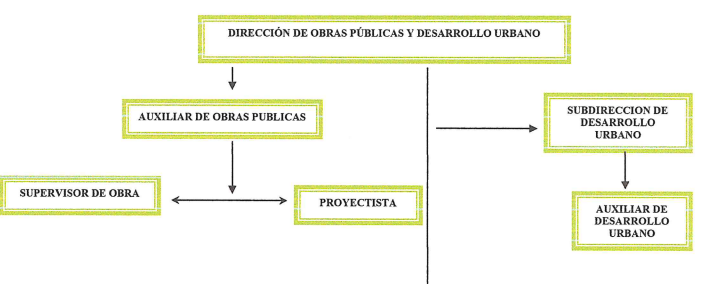 DIRECCIÓN DE OBRAS PÚBLICAS Y DESARROLLO URBANO
AUXILIAR DE OBRAS PUBLICAS
SUBDIRECCION DE
DESARROLLO
URBANO
SUPERVISOR DE OBRA
PROYECTISTA
AUXILIAR DE
DESARROLLO
URBANO